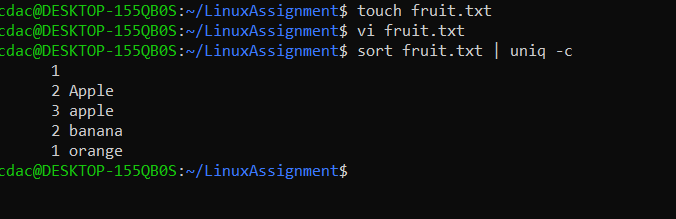 cdac@DESKTOP-155QB0S:~/LinuxAssignment$ touch fruit.txt
cdac@DESKTOP-155QB0S:~/LinuxAssignment$ vi fruit.txt
cdac@DESKTOP-155QB0S:~/LinuxAssignment$ sort fruit.txt | uniq -c
      1
      2 Apple
      3 apple
      2 banana
      1 orange
cdac@DESKTOP-155QB0S:~/LinuxAssignment$